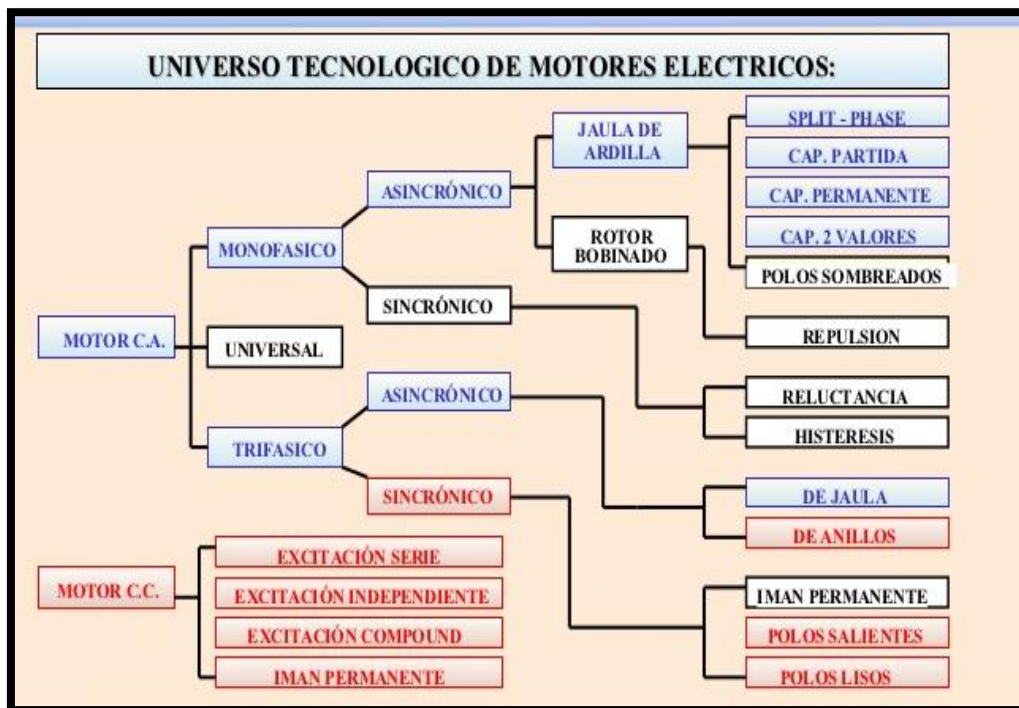 UNIVERSO TECNOLOGICO DE MOTORES ELECTRICOS:
MOTOR C.A.
MONOFASICO
UNIVERSAL
TRIFASICO
ASINCRÓNICO
SINCRÓNICO
ASINCRÓNICO
SINCRÓNICO
JAULA DE
ARDILLA
ROTOR
BOBINADO
SPLIT - PHASE
CAP. PARTIDA
CAP. PERMANENTE
CAP. 2 VALORES
POLOS SOMBREADOS
REPULSION
RELUCTANCIA
HISTERESIS
DE JAULA
DE ANILLOS
IMAN PERMANENTE
POLOS SALIENTES
POLOS LISOS
MOTOR C.C.
EXCITACIÓN SERIE
EXCITACIÓN INDEPENDIENTE
EXCITACIÓN COMPOUND
IMAN PERMANENTE